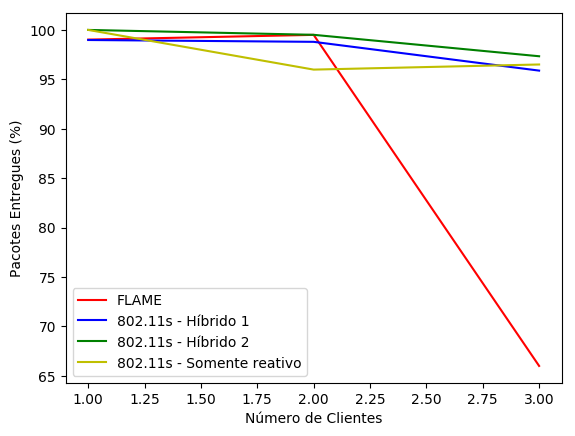 100
95
90
85
80
75
70
65
Pacotes Entregues (%)
FLAME
802.11s - Híbrido 1
802.11s - Híbrido 2
802.11s - Somente reativo
1.00 1.25 1.50 1.75 2.00 2.25 2.50 2.75 3.00
Número de Clientes